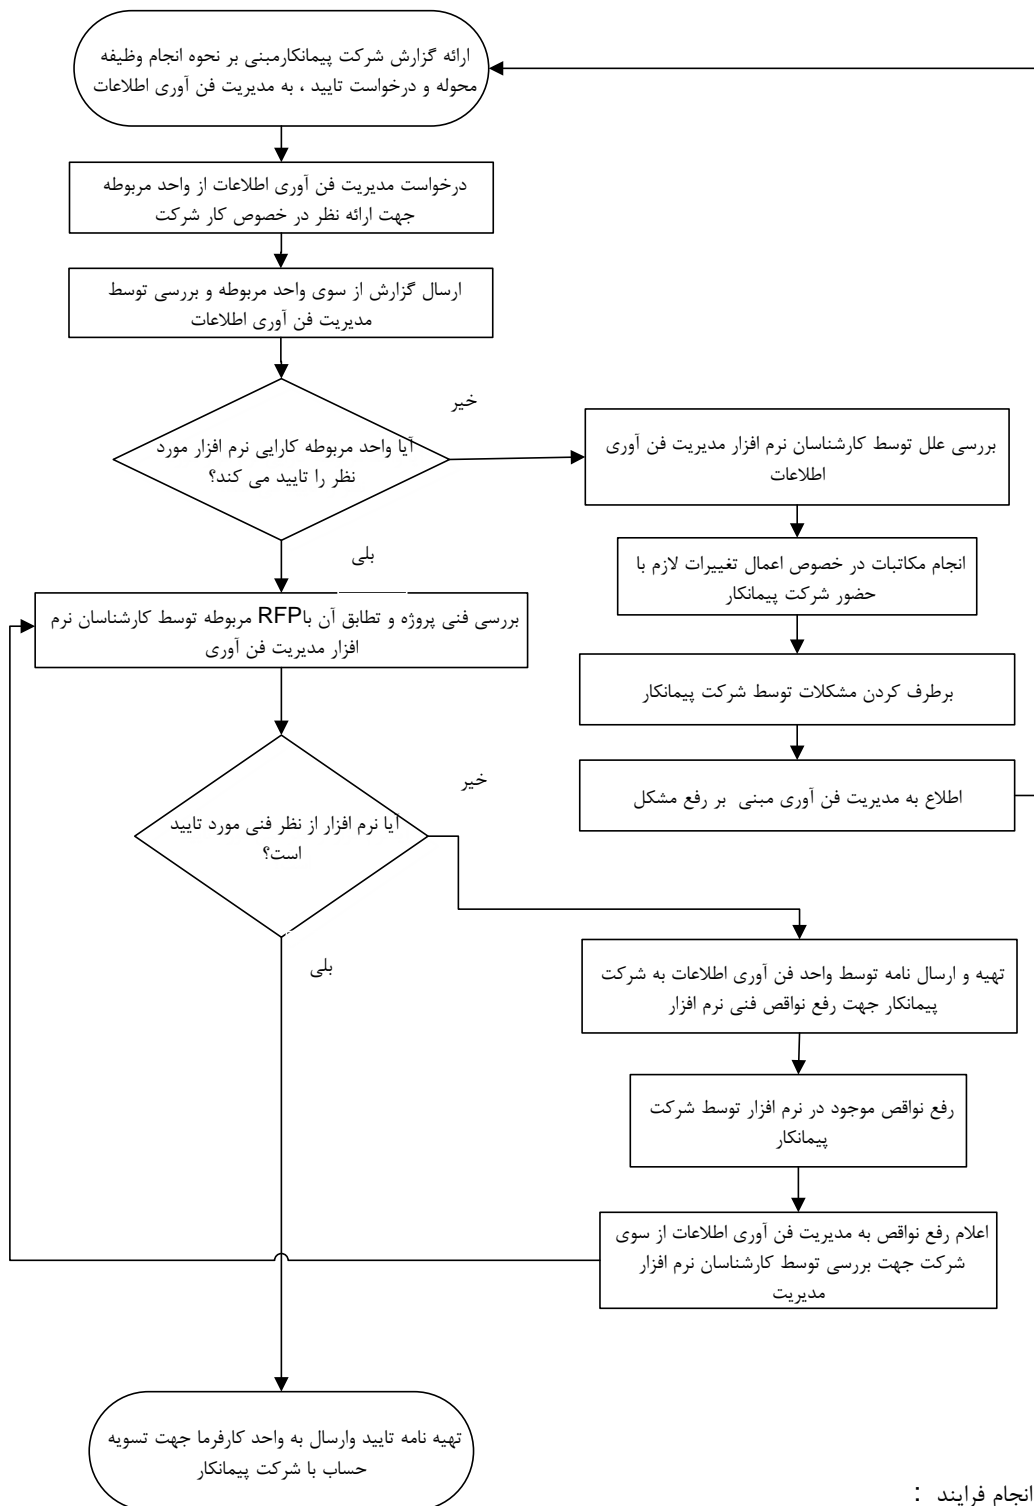 ارائه گزارش شرکت پیمانکارمبنی بر نحوه انجام وظیفه
محوله و درخواست تایید ، به مدیریت فن آوری اطلاعات
درخواست مدیریت فن آوری اطلاعات از واحد مربوطه
جهت ارائه نظر در خصوص کار شرکت
ارسال گزارش از سوی واحد مربوطه و بررسی توسط
مدیریت فن آوری اطلاعات
خیر
آیا واحد مربوطه کارایی نرم افزار مورد
نظر را تایید می کند؟
بررسی علل توسط کارشناسان نرم افزار مدیریت فن آوری
اطلاعات
بلی
انجام مکاتبات در خصوص اعمال تغییرات لازم با
حضور شرکت پیمانکار
بررسی فنی پروژه و تطابق آن باRFP مربوطه توسط کارشناسان نرم
افزار مدیریت فن آوری
برطرف کردن مشکلات توسط شرکت پیمانکار
خیر
اطلاع به مدیریت فن آوری مبنی بر رفع مشکل
آیا نرم افزار از نظر فنی مورد تایید
است؟
بلی
تهیه و ارسال نامه توسط واحد فن آوری اطلاعات به شرکت
پیمانکار جهت رفع نواقص فنی نرم افزار
رفع نواقص موجود در نرم افزار توسط شرکت
پیمانکار
اعلام رفع نواقص به مدیریت فن آوری اطلاعات از سوی
شرکت جهت بررسی توسط کارشناسان نرم افزار
مدیریت
تهیه نامه تایید وارسال به واحد کارفرما جهت تسویه
حساب با شرکت پیمانکار
انجام فرایند :